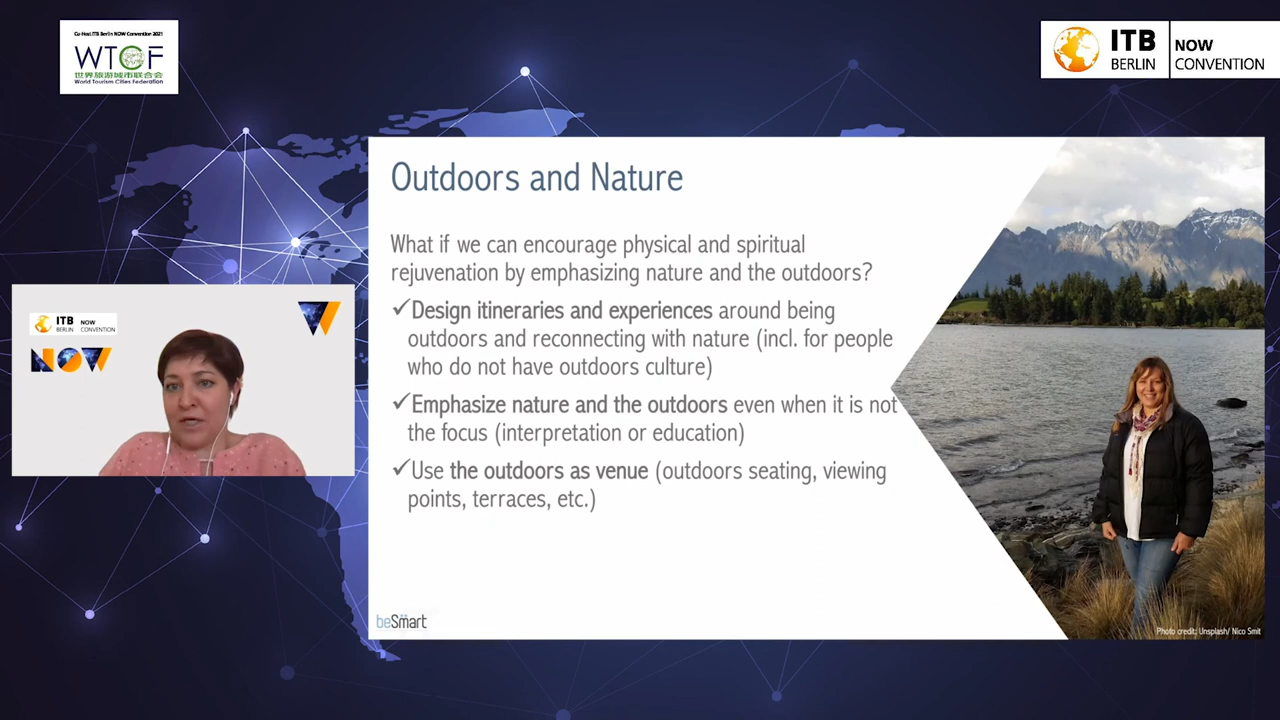 Co-Host ITB Berlin NOW Convention 2021
WTCF
世界旅游城市联合会
World Tourism Cities Federation
ITB
BERLIN
NOW
CONVENTION
Outdoors and Nature
What if we can encourage physical and spiritual
rejuvenation by emphasizing nature and the outdoors?
✓Design itineraries and experiences around being
outdoors and reconnecting with nature (incl. for people
who do not have outdoors culture)
✓Emphasize nature and the outdoors even when it is not
the focus (interpretation or education)
✓Use the outdoors as venue (outdoors seating, viewing
points, terraces, etc.)
beSmart
Photo credit: Unsplash/ Nico Smit
ITB
BERLIN
NOW
CONVENTION
NOW